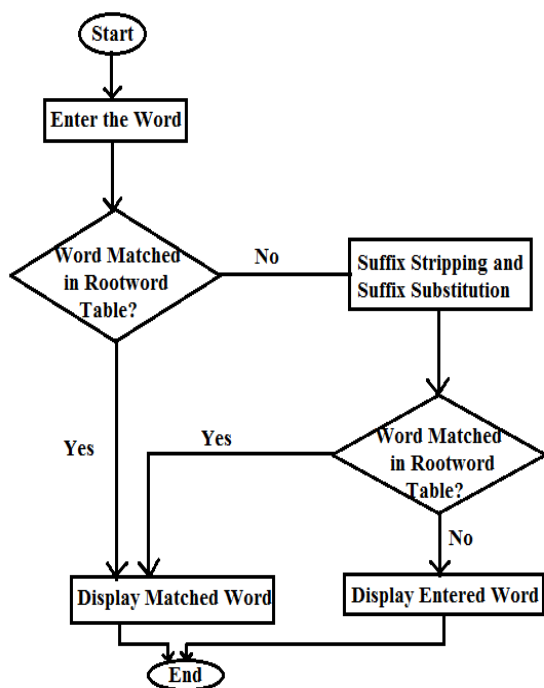 Start
Enter the Word
Word Matched
in Rootword
Table?
No
Suffix Stripping and
Suffix Substitution
Yes
Yes
Word Matched
in Rootword
Table?
No
Display Matched Word
Display Entered Word
End